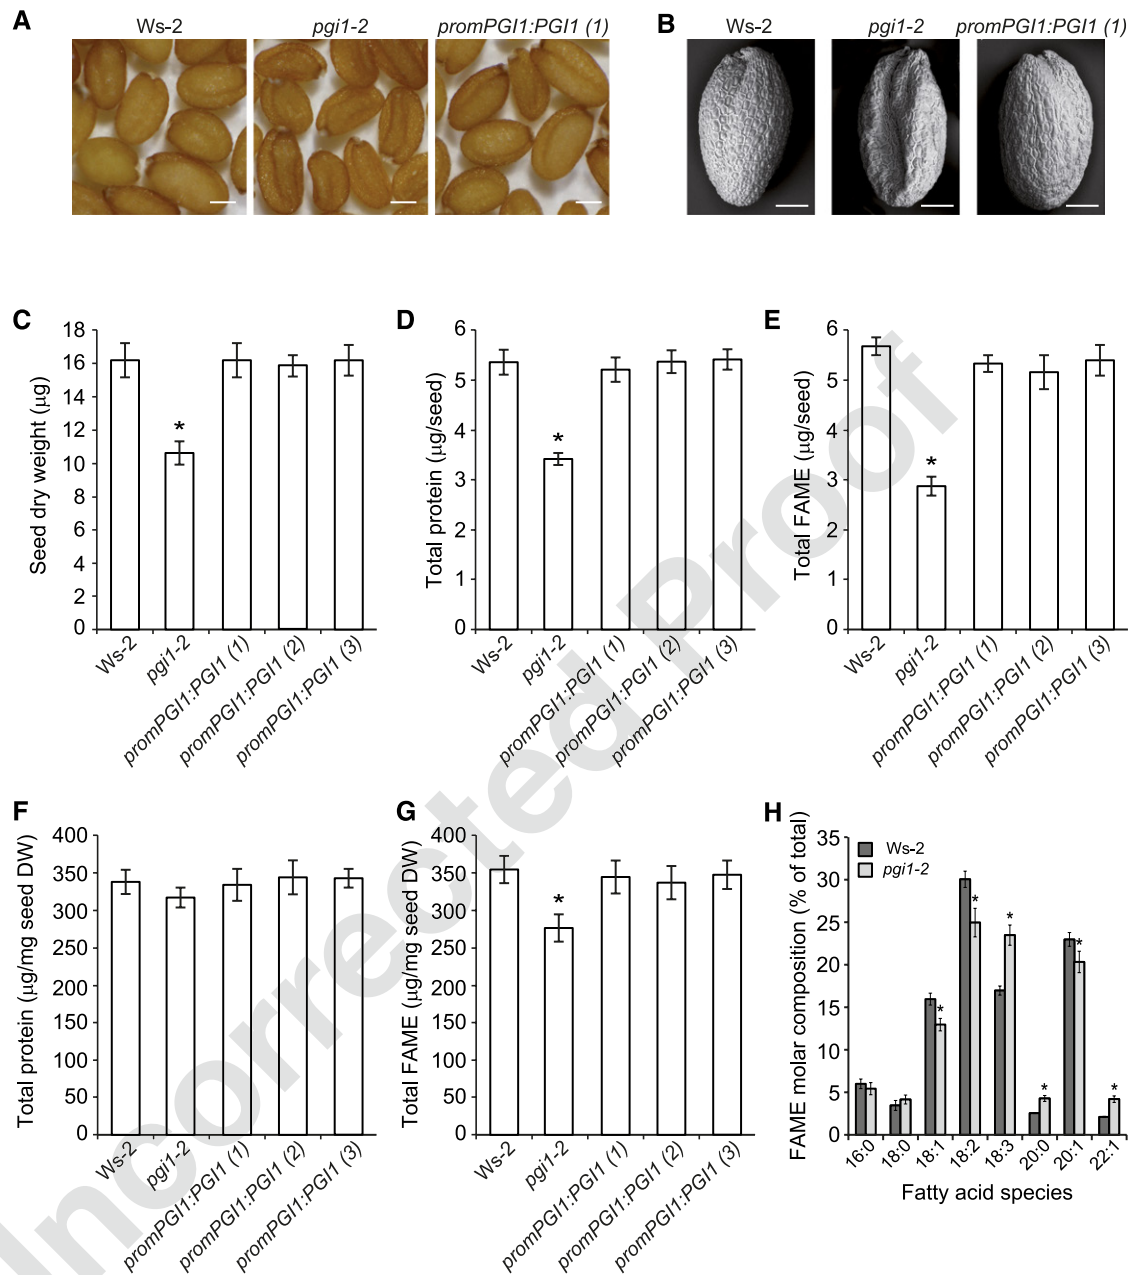 A
Ws-2
pgi1-2
promPGI1:PGI1 (1)
B
Ws-2
pgi1-2
promPGI1:PGI1 (1)
C
18
16
14
12
10
8
6
4
2
0
Seed dry weight (µg)
*
Ws-2
pgi1-2
promPGI1:PGI1 (1)
promPGI1:PGI1 (2)
promPGI1:PGI1 (3)
D
6
5
4
3
2
1
0
Total protein (µg/seed)
*
Ws-2
pgi1-2
promPGI1:PGI1 (1)
promPGI1:PGI1 (2)
promPGI1:PGI1 (3)
E
6
5
4
3
2
1
0
Total FAME (µg/seed)
*
Ws-2
pgi1-2
promPGI1:PGI1 (1)
promPGI1:PGI1 (2)
promPGI1:PGI1 (3)
F
400
350
300
250
200
150
100
50
0
Total protein (µg/mg seed DW)
Ws-2
pgi1-2
promPGI1:PGI1 (1)
promPGI1:PGI1 (2)
promPGI1:PGI1 (3)
G
400
350
300
250
200
150
100
50
0
Total FAME (µg/mg seed DW)
*
Ws-2
pgi1-2
promPGI1:PGI1 (1)
promPGI1:PGI1 (2)
promPGI1:PGI1 (3)
H
35
30
25
20
15
10
5
0
FAME molar composition (% of total)
Ws-2
pgi1-2
* * * * * *
16:0
18:0
18:1
18:2
18:3
20:0
20:1
22:1
Fatty acid species
Incorrected Proof